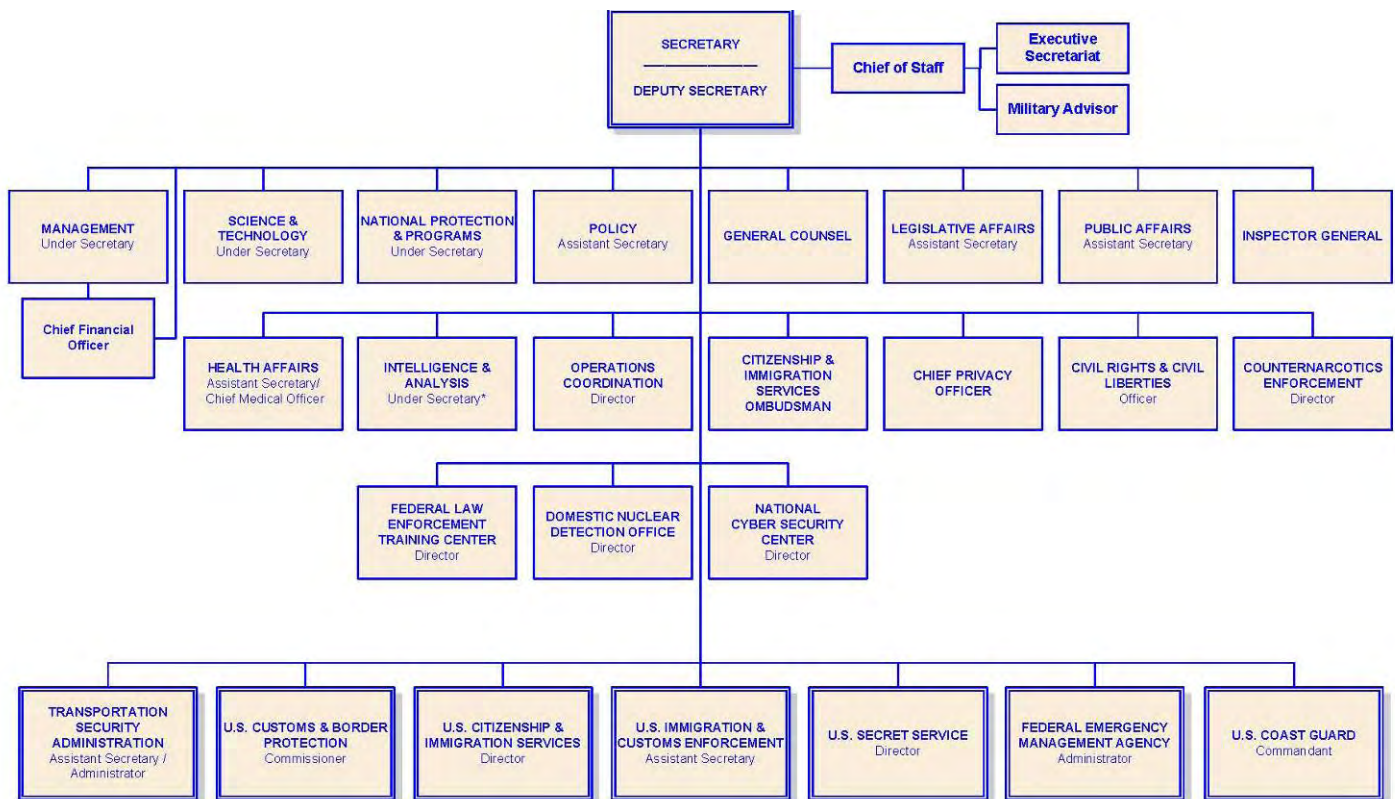 SECRETARY
DEPUTY SECRETARY
Chief of Staff
Executive
Secretariat
Military Advisor
MANAGEMENT
Under Secretary
SCIENCE &
TECHNOLOGY
Under Secretary
NATIONAL PROTECTION
& PROGRAMS
Under Secretary
POLICY
Assistant Secretary
GENERAL COUNSEL
LEGISLATIVE AFFAIRS
Assistant Secretary
PUBLIC AFFAIRS
Assistant Secretary
INSPECTOR GENERAL
Chief Financial
Officer
HEALTH AFFAIRS
Assistant Secretary/
Chief Medical Officer
INTELLIGENCE &
ANALYSIS
Under Secretary*
OPERATIONS
COORDINATION
Director
CITIZENSHIP &
IMMIGRATION
SERVICES
OMBUDSMAN
CHIEF PRIVACY
OFFICER
CIVIL RIGHTS & CIVIL
LIBERTIES
Officer
COUNTERNARCOTICS
ENFORCEMENT
Director
FEDERAL LAW
ENFORCEMENT
TRAINING CENTER
Director
DOMESTIC NUCLEAR
DETECTION OFFICE
Director
NATIONAL
CYBER SECURITY
CENTER
Director
TRANSPORTATION
SECURITY
ADMINISTRATION
Assistant Secretary /
Administrator
U.S. CUSTOMS & BORDER
PROTECTION
Commissioner
U.S. CITIZENSHIP &
IMMIGRATION SERVICES
Director
U.S. IMMIGRATION &
CUSTOMS ENFORCEMENT
Assistant Secretary
U.S. SECRET SERVICE
Director
FEDERAL EMERGENCY
MANAGEMENT AGENCY
Administrator
U.S. COAST GUARD
Commandant